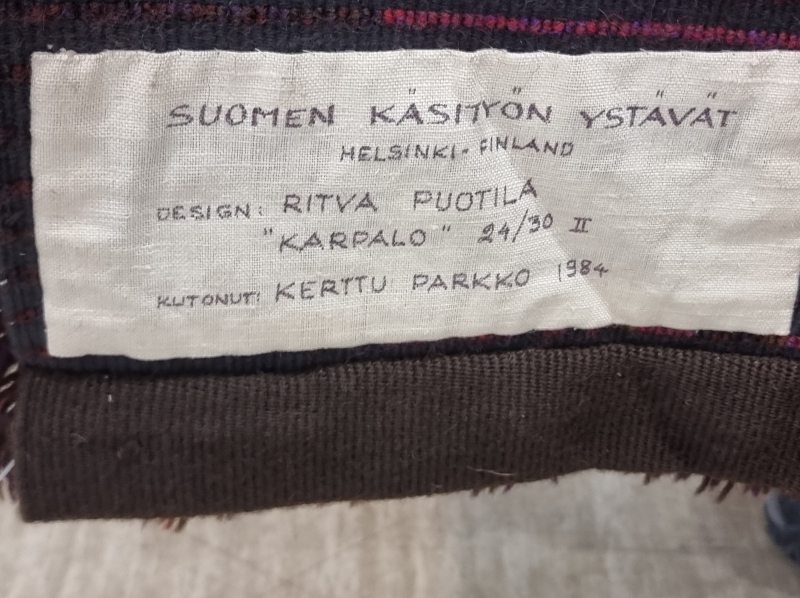 SUOMEN KÄSITYÖN YSTÄVÄT
HELSINKI-FINLAND
DESIGN: RITVA PUOTILA
"KARPALO" 24/30 II
KUTONUT: KERTTU PARKKO 1984